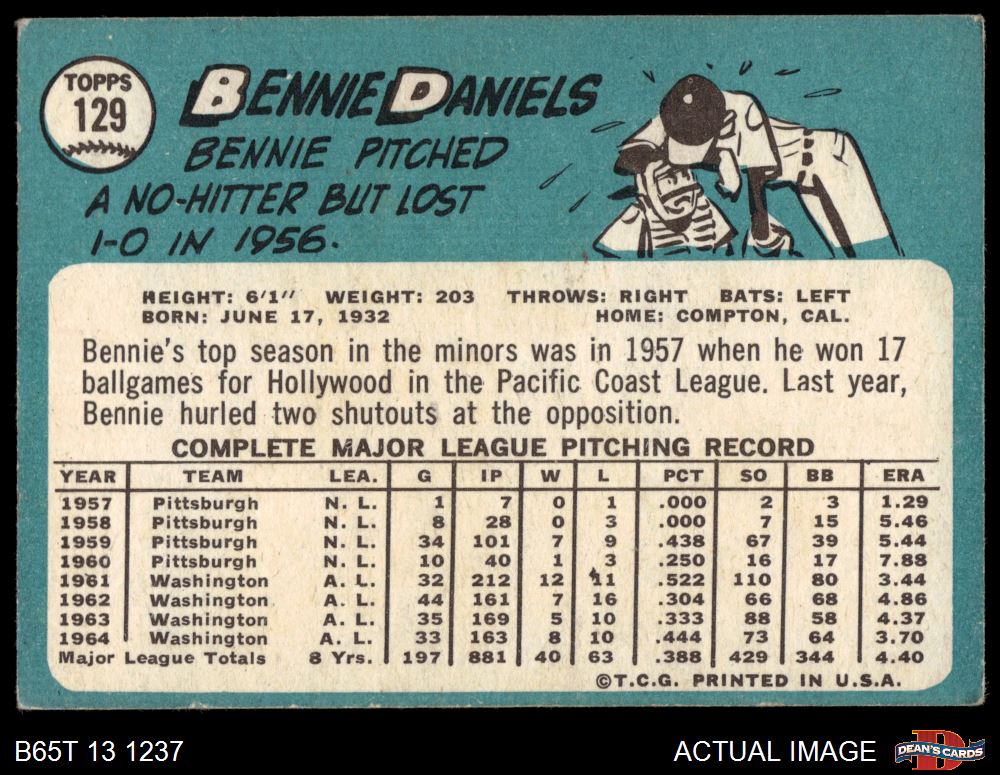 TOPPS
129
BENNIE DANIELS
BENNIE PITCHED
A NO-HITTER BUT LOST
1-0 IN 1956.
HEIGHT: 6'1" WEIGHT: 203 THROWS: RIGHT BATS: LEFT
BORN: JUNE 17, 1932 HOME: COMPTON, CAL.
Bennie's top season in the minors was in 1957 when he won 17
ballgames for Hollywood in the Pacific Coast League. Last year,
Bennie hurled two shutouts at the opposition.
COMPLETE MAJOR LEAGUE PITCHING RECORD
YEAR TEAM LEA. G IP W L PCT SO BB ERA
1957 Pittsburgh N. L. 1 7 0 1 .000 2 3 1.29
1958 Pittsburgh N. L. 8 28 0 3 .000 7 15 5.46
1959 Pittsburgh N. L. 34 101 7 9 .438 67 39 5.44
1960 Pittsburgh N. L. 10 40 1 3 .250 16 17 7.88
1961 Washington A. L. 32 212 12 11 .522 110 80 3.44
1962 Washington A. L. 44 161 7 16 .304 66 68 4.86
1963 Washington A. L. 35 169 5 10 .333 88 58 4.37
1964 Washington A. L. 33 163 8 10 .444 73 64 3.70
Major League Totals 8 Yrs. 197 881 40 63 .388 429 344 4.40
©T.C.G. PRINTED IN U.S.A.
B65T 13 1237 ACTUAL IMAGE DEAN'S CARDS